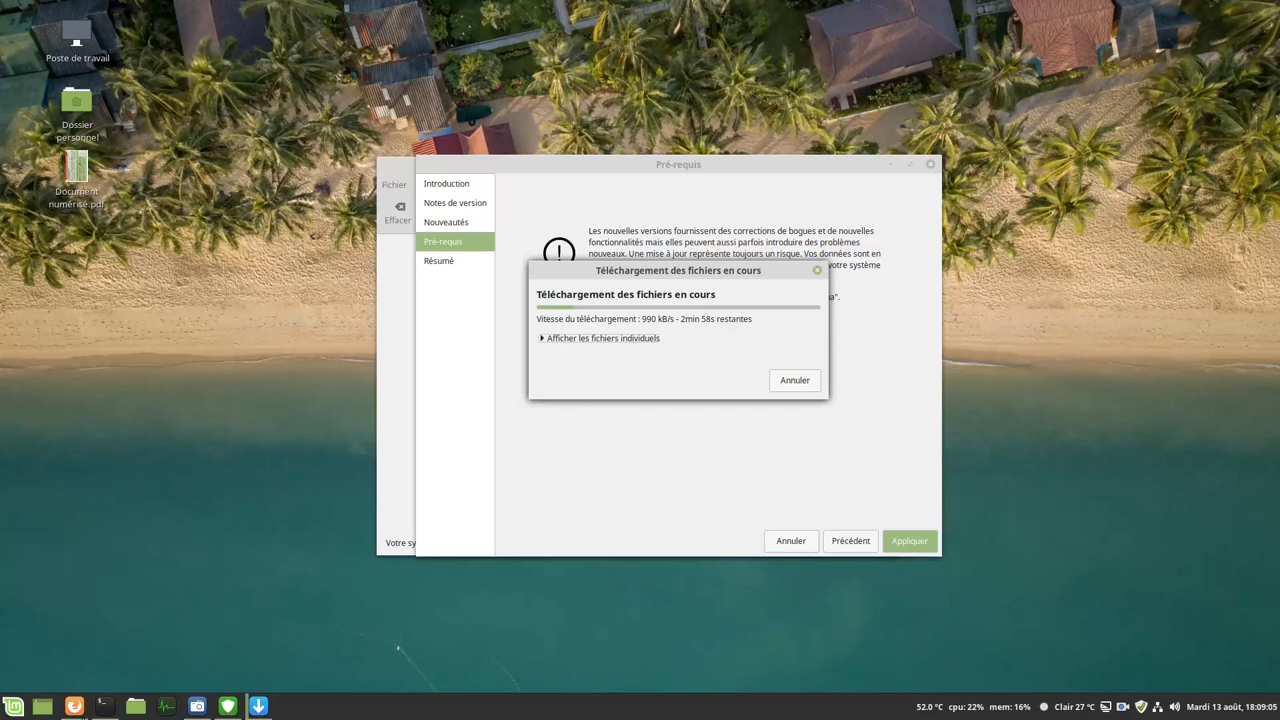 Poste de travail
Dossier
personnel
Document
numérisé.pdf
Pré-requis
Fichier
Effacer
Votre sy
Introduction
Notes de version
Nouveautés
Pré-requis
Résumé
Les nouvelles versions fournissent des corrections de bogues et de nouvelles
fonctionnalités mais elles peuvent aussi parfois introduire des problèmes
nouveaux. Une mise à jour représente toujours un risque. Vos données sont en
votre système
a".
Téléchargement des fichiers en cours
Téléchargement des fichiers en cours
Vitesse du téléchargement : 990 kB/s - 2min 58s restantes
Afficher les fichiers individuels
Annuler
Annuler Précédent Appliquer
52.0 °C cpu: 22% mem: 16% Clair 27 °C Mardi 13 août, 18:09:05